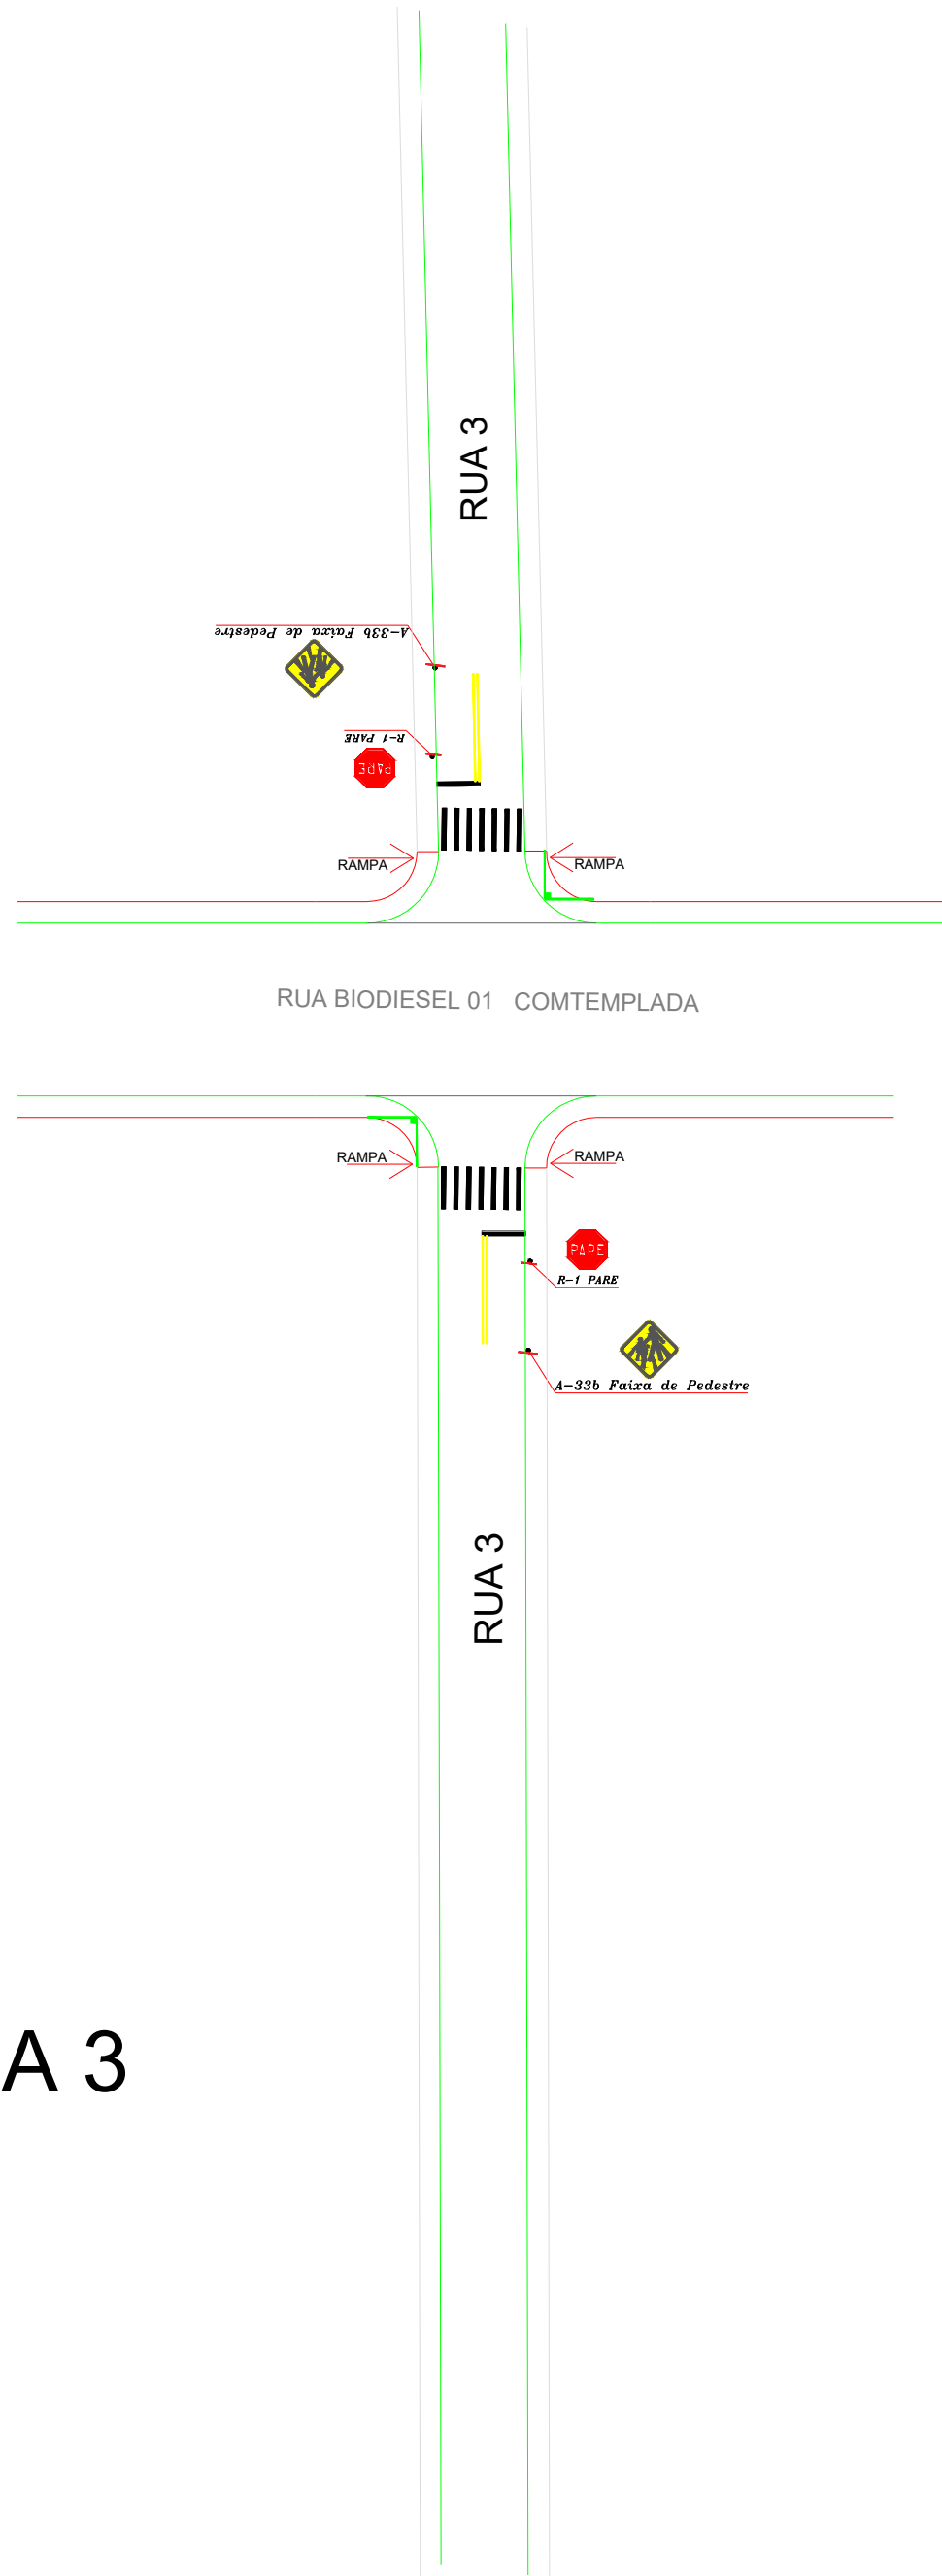 RUA 3
A-33b Faixa de Pedestre
R-1 PARE
PARE
RAMPA
RAMPA
RUA BIODIESEL 01 COMTEMPLADA
RAMPA
RAMPA
PAPE
R-1 PARE
A-33b Faixa de Pedestre
RUA 3
A 3